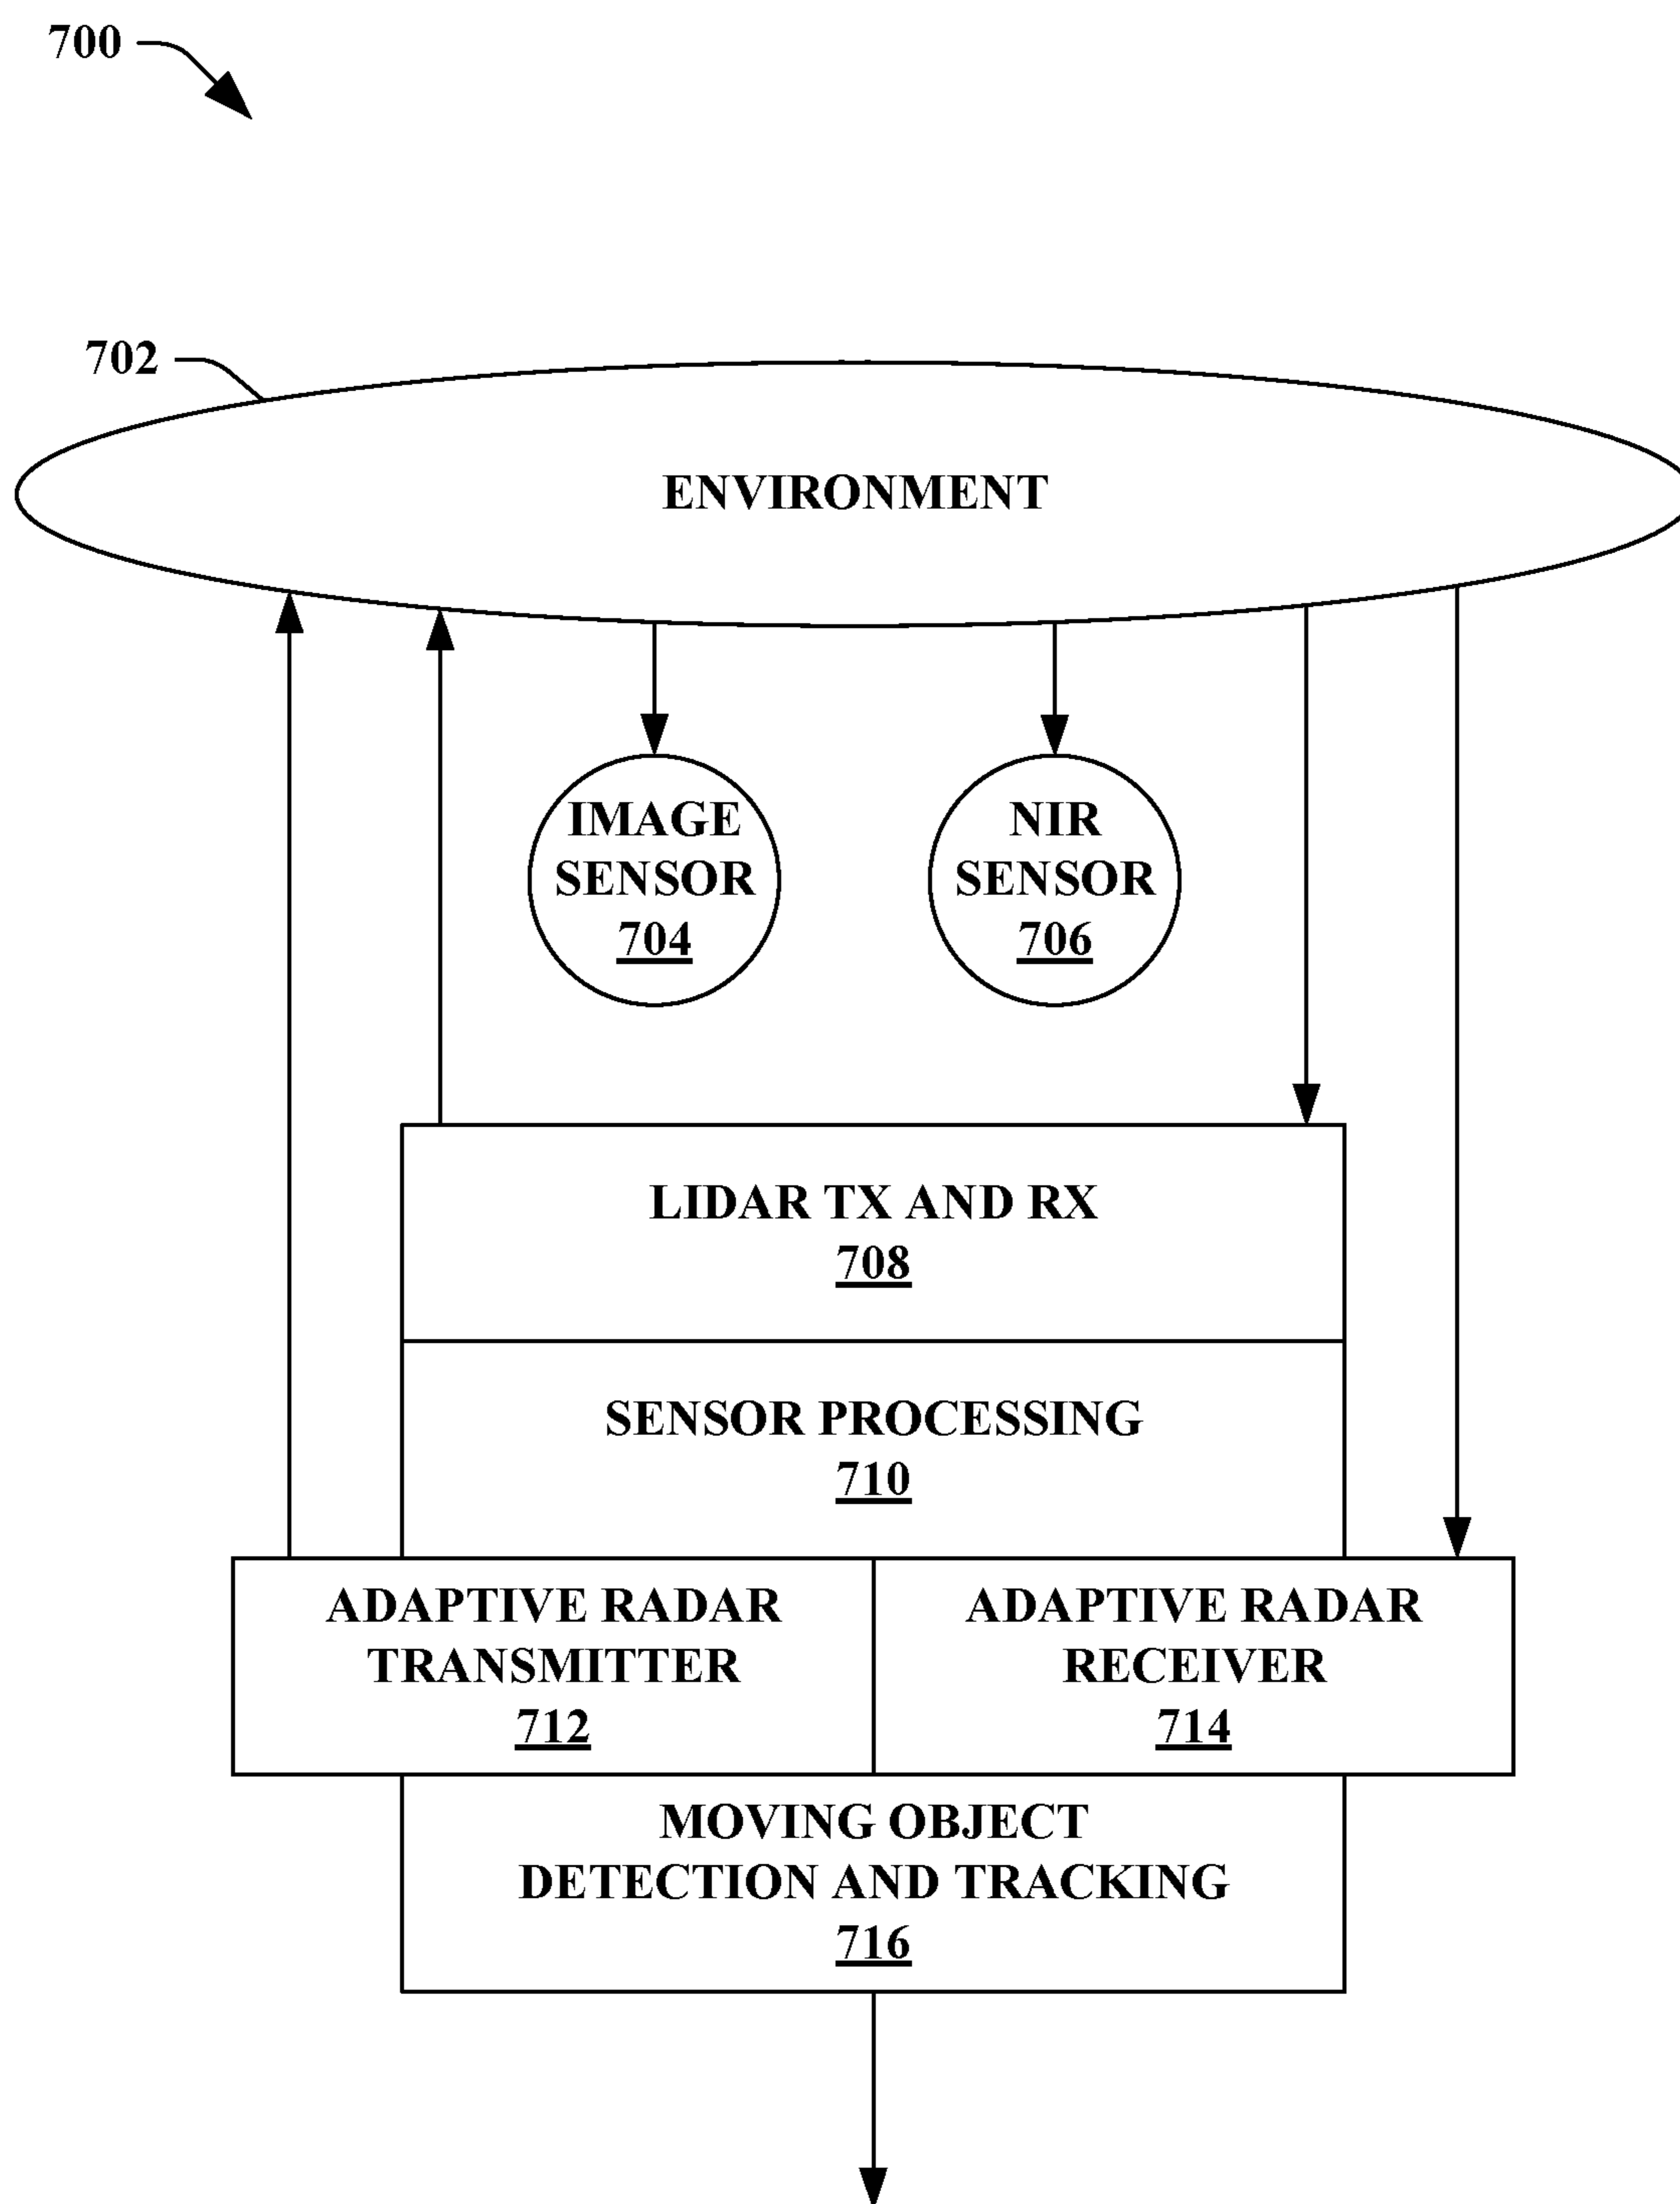 700
702
ENVIRONMENT
IMAGE
SENSOR
704
NIR
SENSOR
706
LIDAR TX AND RX
708
SENSOR PROCESSING
710
ADAPTIVE RADAR
TRANSMITTER
712
ADAPTIVE RADAR
RECEIVER
714
MOVING OBJECT
DETECTION AND TRACKING
716